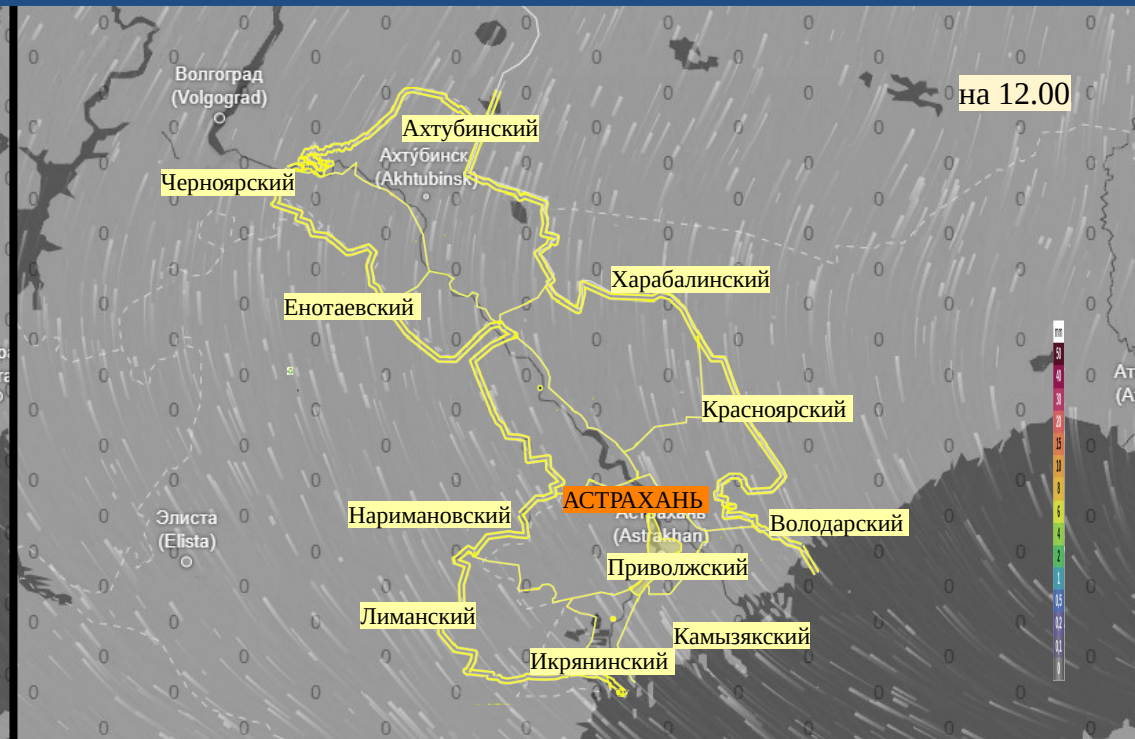 Волгоград
(Volgograd)
на 12.00
Ахтубинский
Ахту́бинск
(Akhtubinsk)
Черноярский
Харабалинский
Енотаевский
mm
50
40
30
20
15
10
8
6
4
2
1
0,5
0,2
0,1
0
Красноярский
АСТРАХАНЬ
Астрахань
(Astrakhan)
Наримановский
Володарский
Элиста
(Elista)
Приволжский
Лиманский
Камызякский
Икрянинский